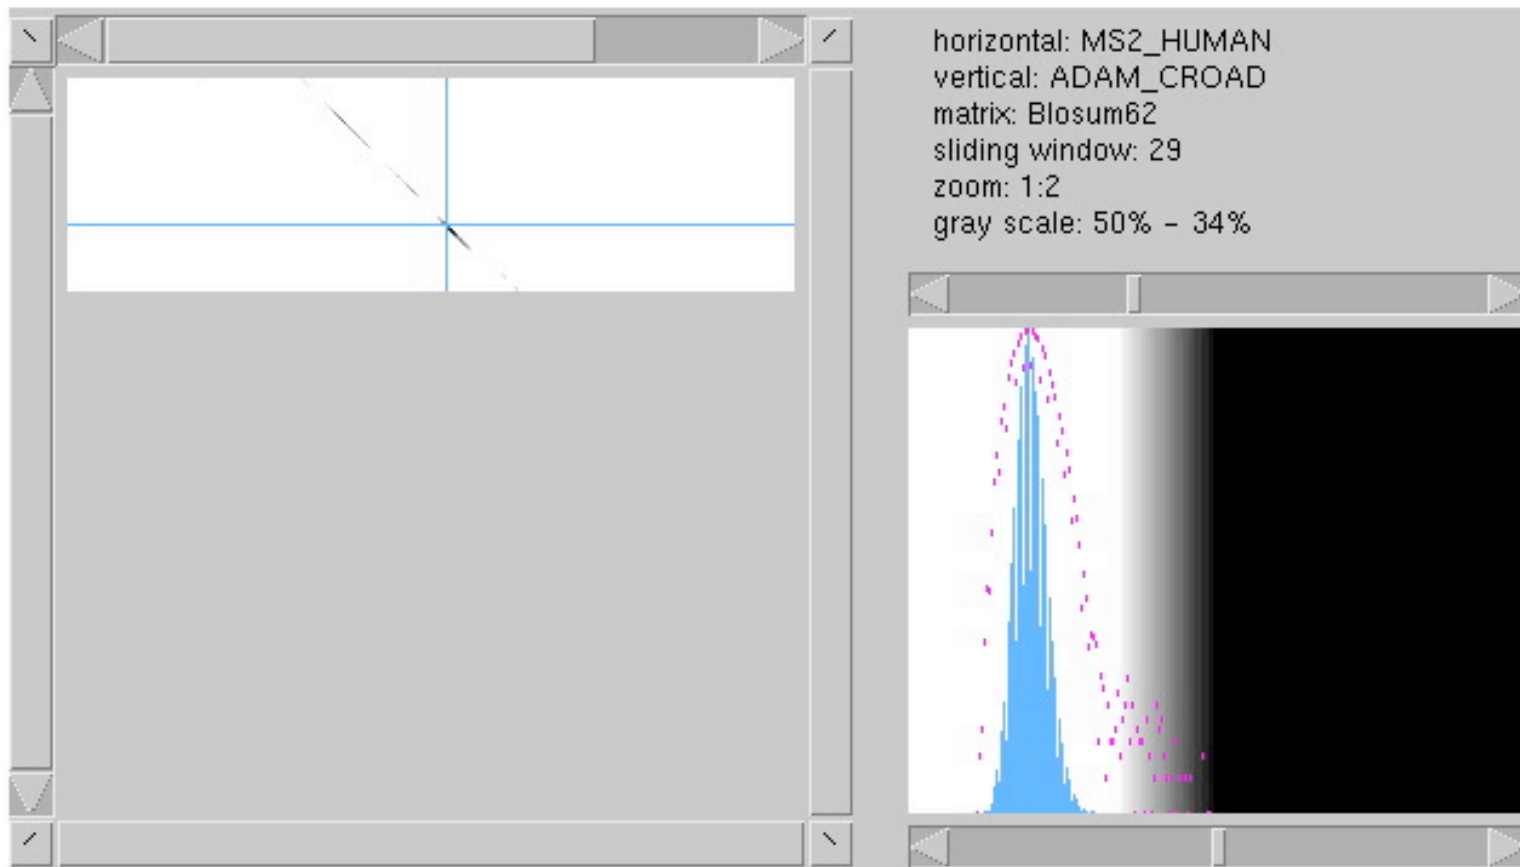 horizontal: MS2_HUMAN
vertical: ADAM_CROAD
matrix: Blosum62
sliding window: 29
zoom: 1:2
gray scale: 50% - 34%